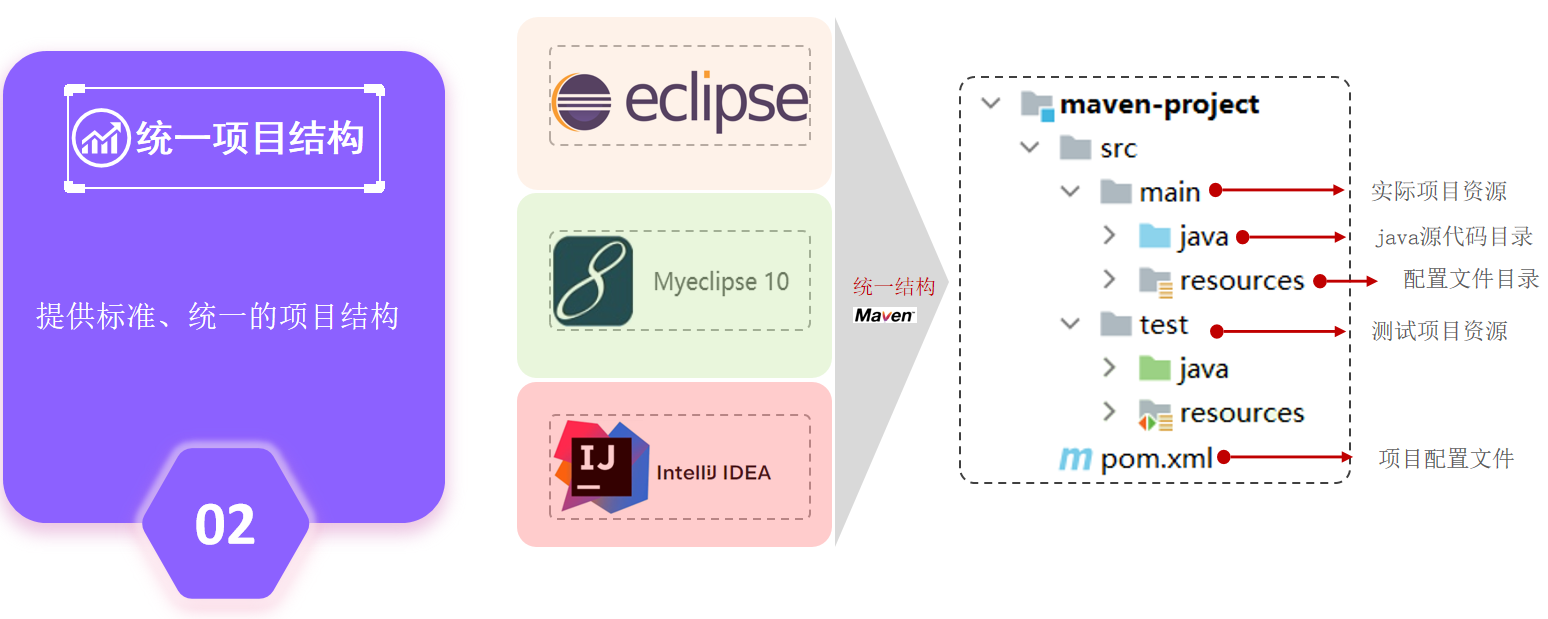 统一项目结构
提供标准、统一的项目结构
02
eclipse
Myeclipse 10
IJ
IntelliJ IDEA
统一结构
Maven
maven-project
src
main
实际项目资源
java
java源代码目录
resources
配置文件目录
test
测试项目资源
java
resources
pom.xml
项目配置文件